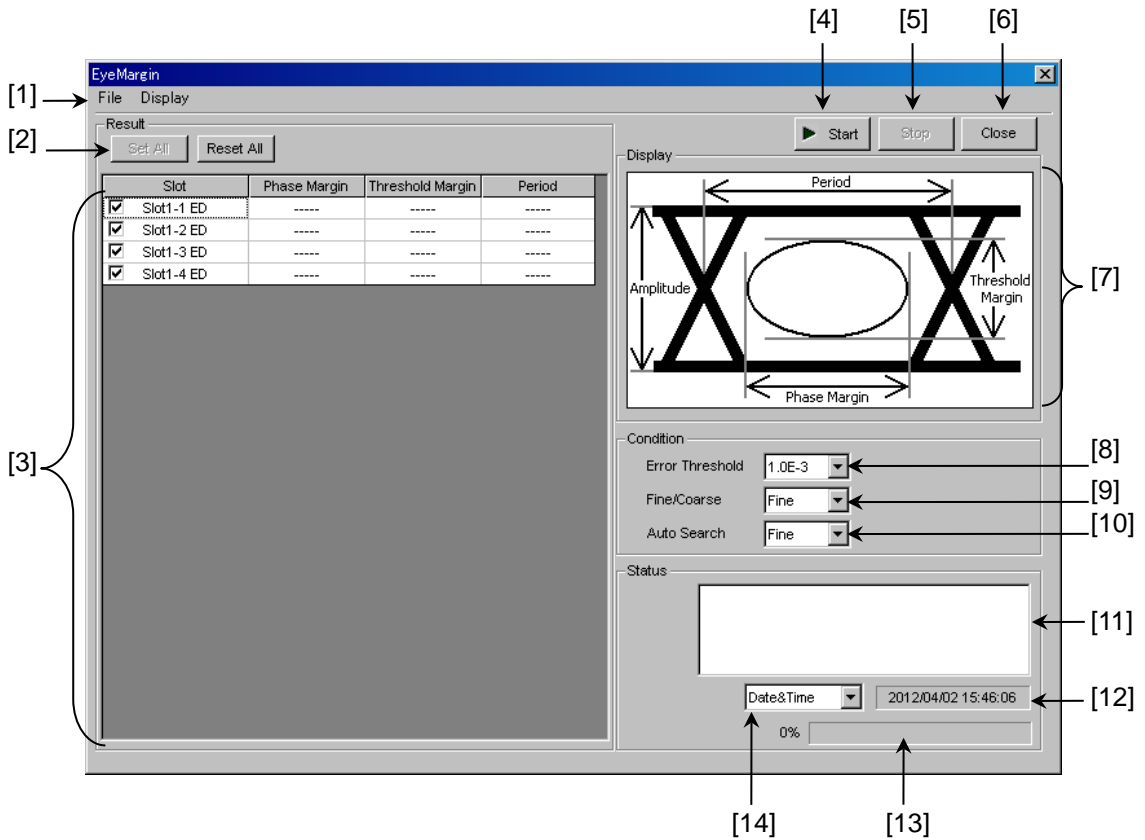 [4] [5] [6]
EyeMargin
[1] File Display
Result
[2] Set All Reset All
Start Stop Close
Display
Slot Phase Margin Threshold Margin Period
Slot1-1 ED ----- ----- -----
Slot1-2 ED ----- ----- -----
Slot1-3 ED ----- ----- -----
Slot1-4 ED ----- ----- -----
[3]
Period
Amplitude
Threshold
Margin
Phase Margin
[7]
Condition
Error Threshold 1.0E-3 [8]
Fine/Coarse Fine [9]
Auto Search Fine [10]
Status
[11]
Date&Time 2012/04/02 15:46:06 [12]
0%
[14] [13]